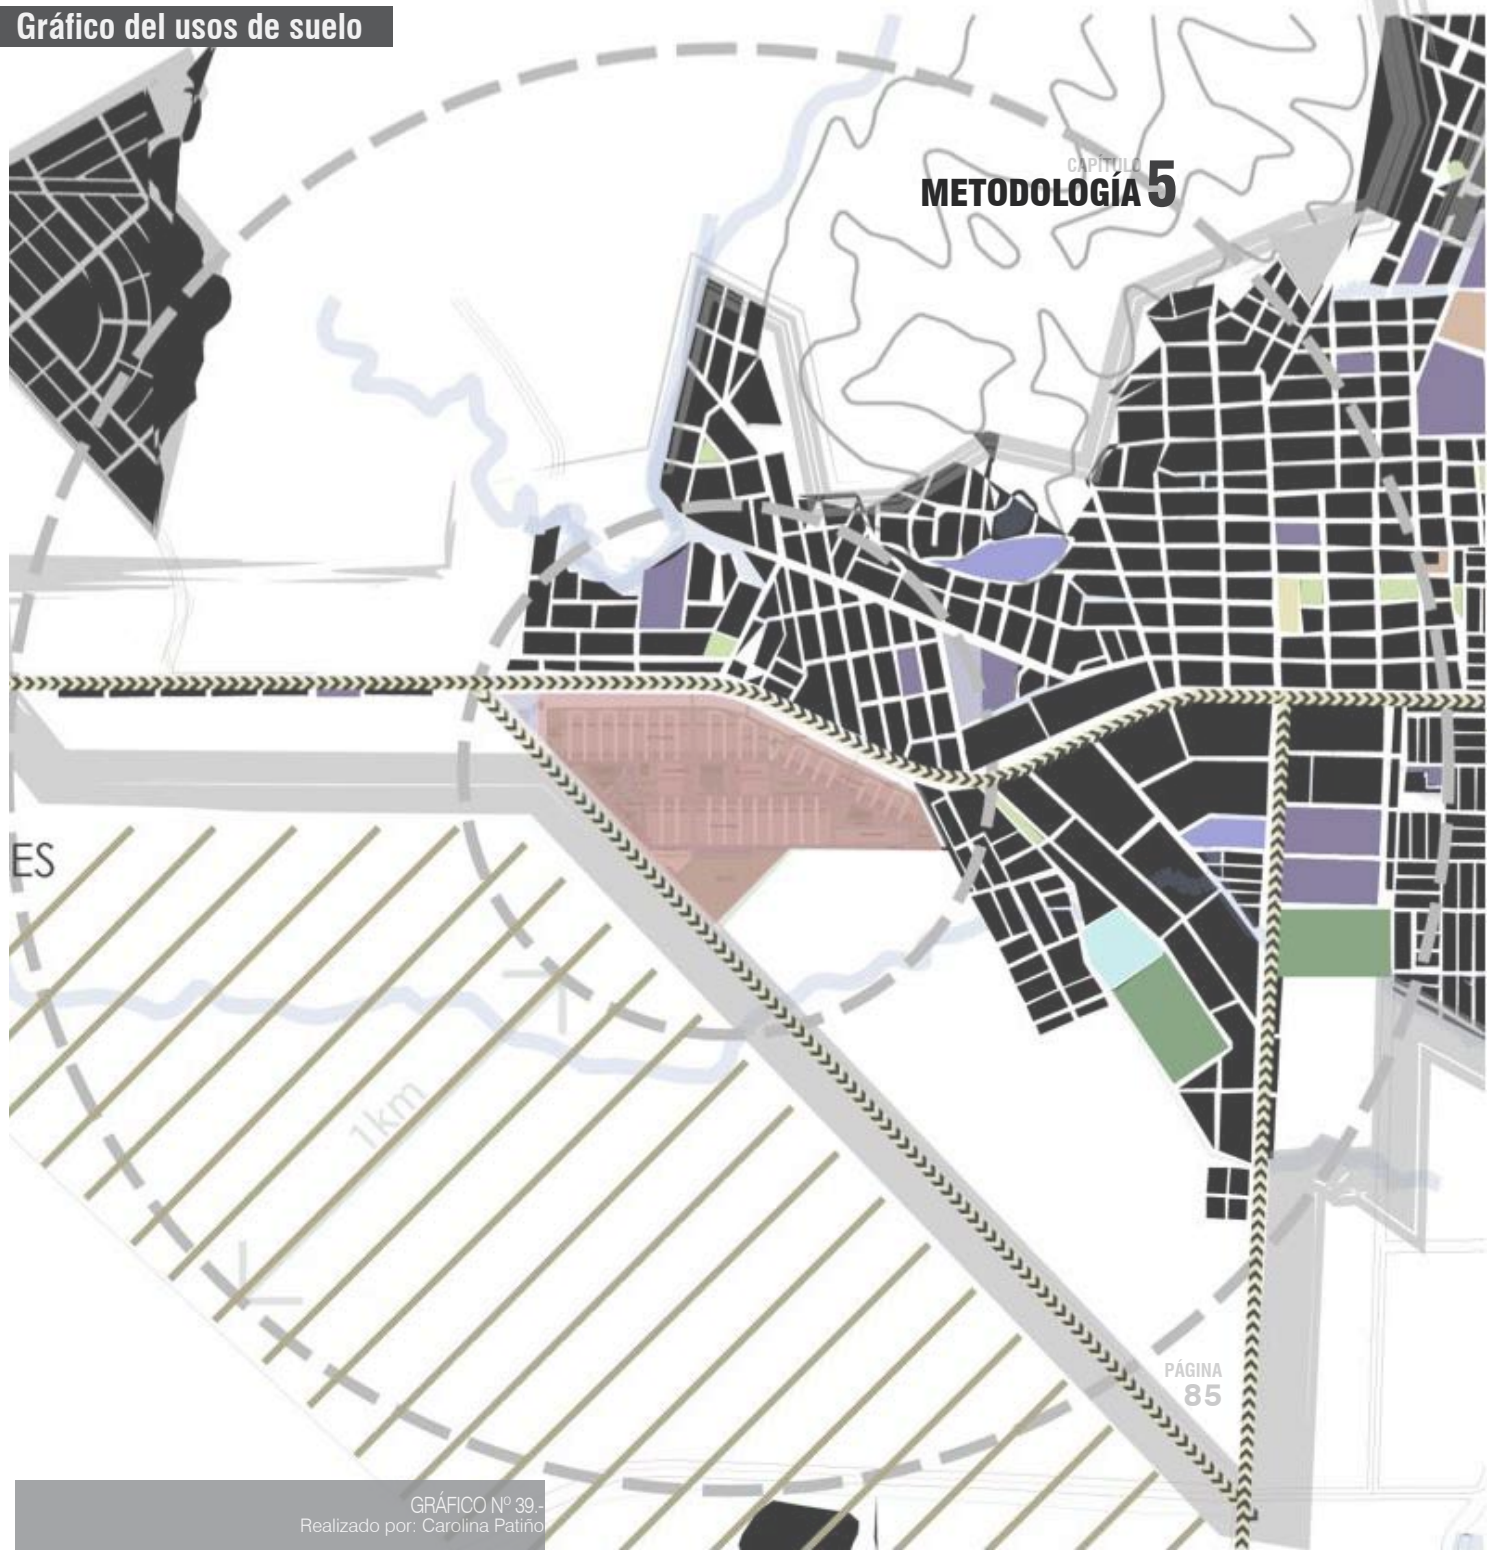 Gráfico del usos de suelo
CAPÍTULO
METODOLOGÍA 5
ES
1km
PÁGINA
85
GRÁFICO Nº 39.-
Realizado por: Carolina Patiño